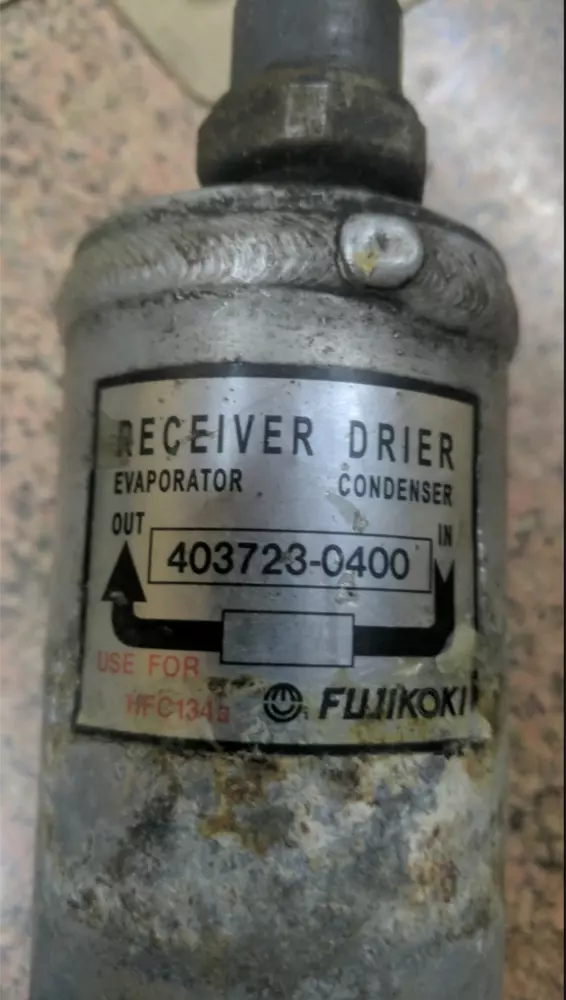 RECEIVER DRIER
EVAPORATOR CONDENSER
OUT IN
403723-0400
USE FOR
HFC134a FUJIKOKI